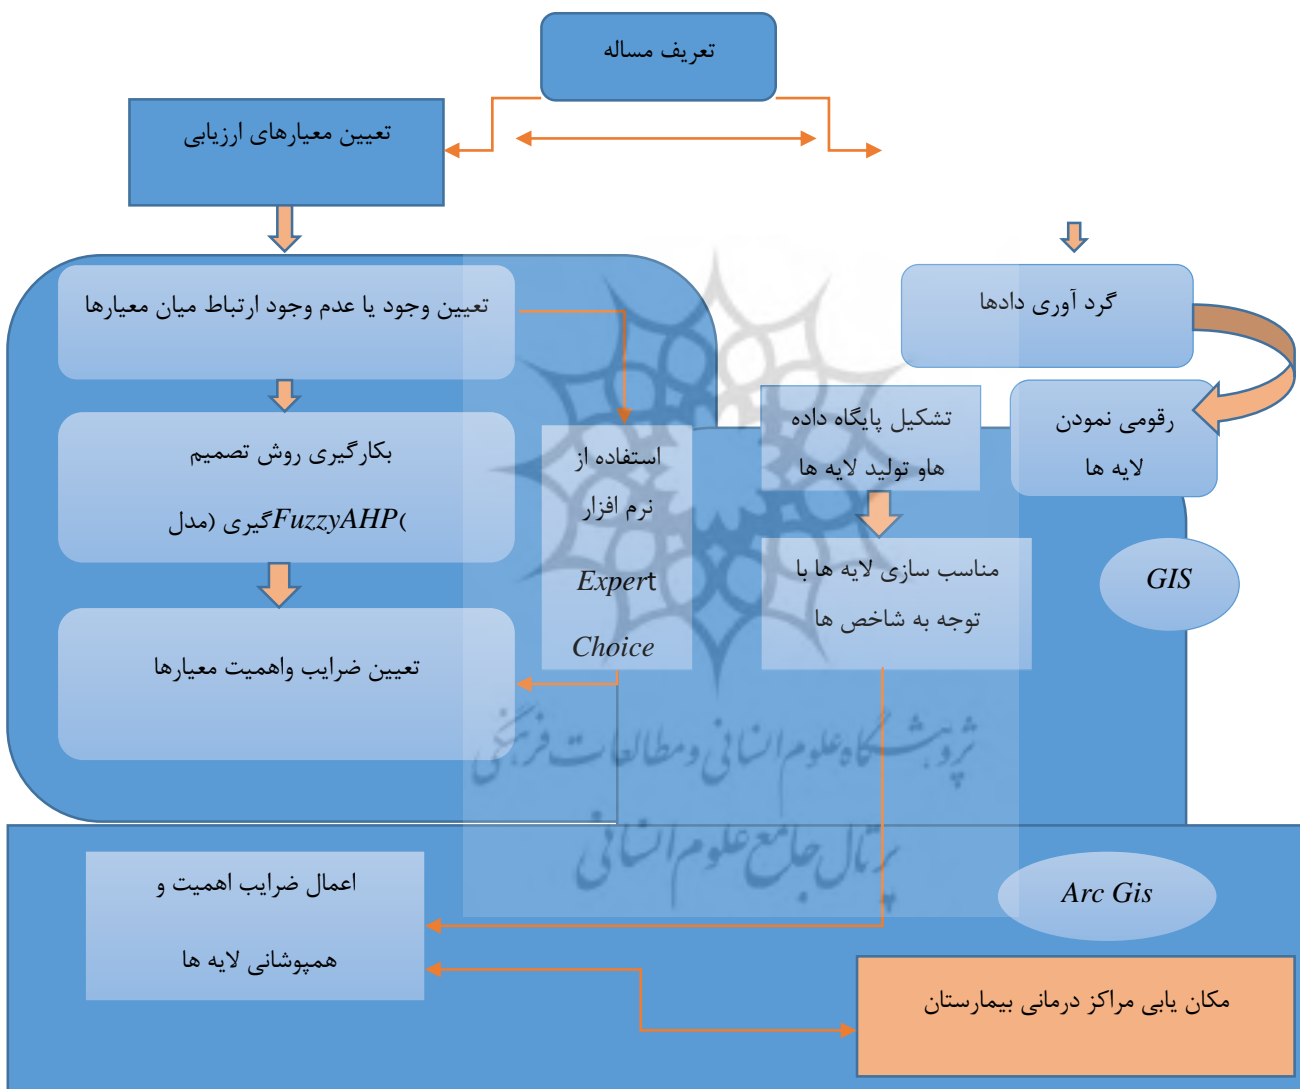 تعریف مساله
تعیین معیارهای ارزیابی
گرد آوری دادها
تعیین وجود یا عدم وجود ارتباط میان معیارها
رقومی نمودن
لایه ها
تشکیل پایگاه داده
هاو تولید لایه ها
استفاده از
نرم افزار
Expert
Choice
بکارگیری روش تصمیم
گیری (مدل FuzzyAHP)
مناسب سازی لایه ها با
توجه به شاخص ها
GIS
تعیین ضرایب واهمیت معیارها
پژوهشگاه علوم انسانی و مطالعات فرهنگی
پرتال جامع علوم انسانی
اعمال ضرایب اهمیت و
همپوشانی لایه ها
Arc Gis
مکان یابی مراکز درمانی بیمارستان